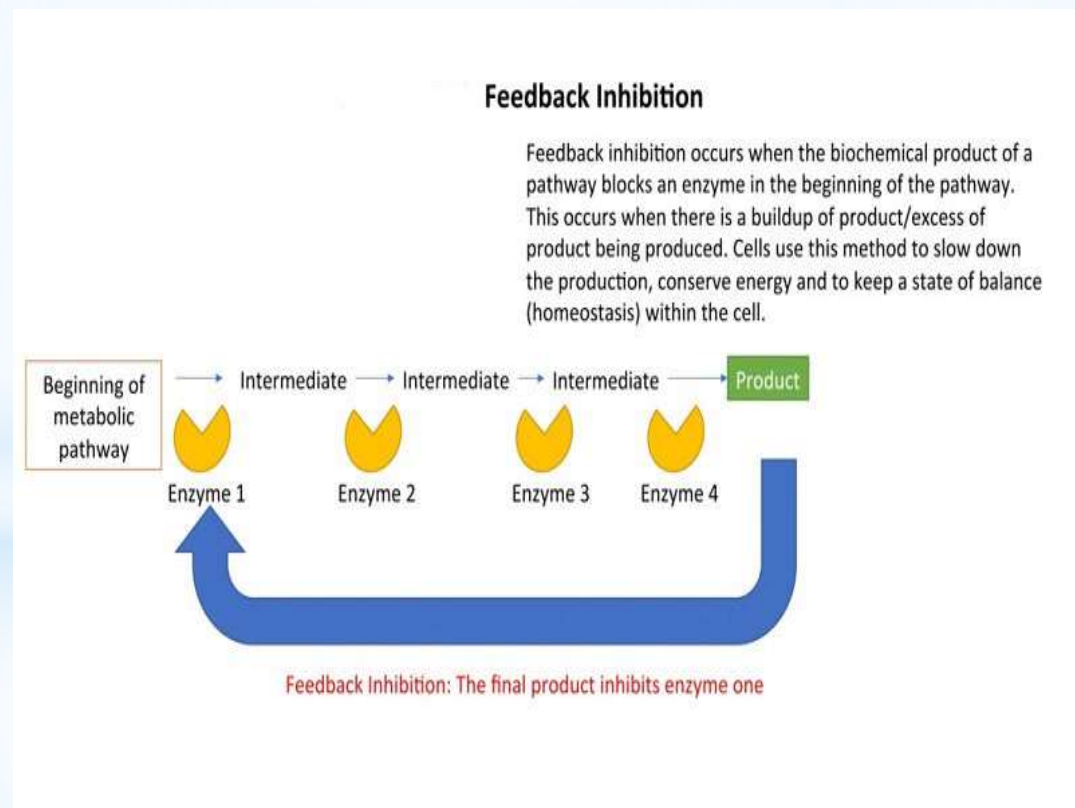 Feedback Inhibition
Feedback inhibition occurs when the biochemical product of a
pathway blocks an enzyme in the beginning of the pathway.
This occurs when there is a buildup of product/excess of
product being produced. Cells use this method to slow down
the production, conserve energy and to keep a state of balance
(homeostasis) within the cell.
Beginning of
metabolic
pathway
Intermediate
Intermediate
Intermediate
Product
Enzyme 1
Enzyme 2
Enzyme 3
Enzyme 4
Feedback Inhibition: The final product inhibits enzyme one